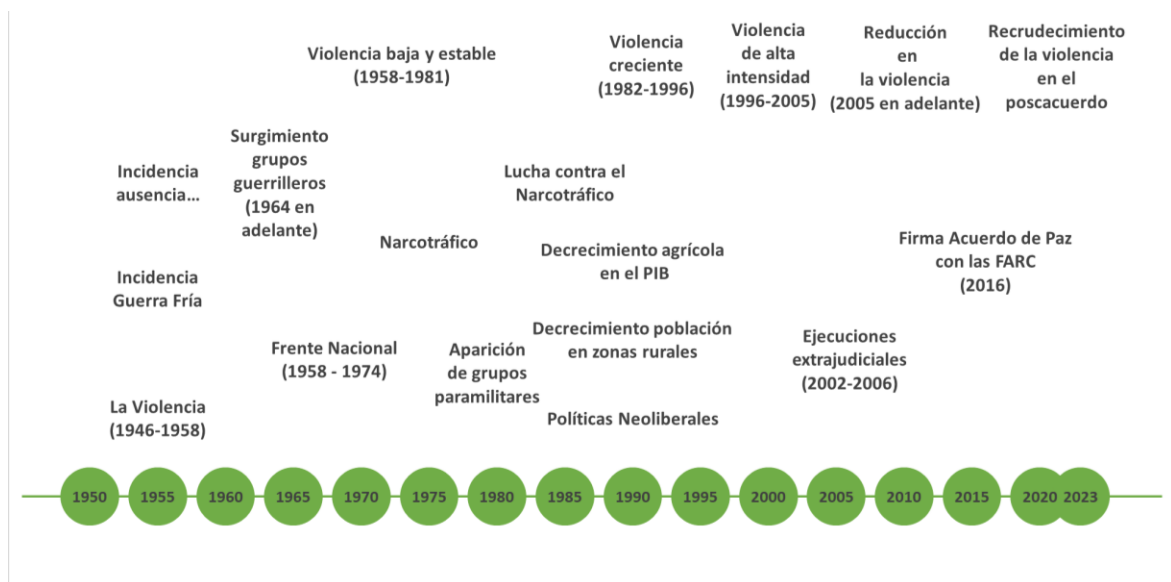 Violencia baja y estable
(1958-1981)
Violencia
creciente
(1982-1996)
Violencia
de alta
intensidad
(1996-2005)
Reducción
en
la violencia
(2005 en adelante)
Recrudecimiento
de la violencia
en el
poscacuerdo
Incidencia
ausencia...
Surgimiento
grupos
guerrilleros
(1964 en
adelante)
Lucha contra el
Narcotráfico
Narcotráfico
Decrecimiento agrícola
en el PIB
Firma Acuerdo de Paz
con las FARC
(2016)
Incidencia
Guerra Fría
Frente Nacional
(1958 - 1974)
Aparición
de grupos
paramilitares
Decrecimiento población
en zonas rurales
Ejecuciones
extrajudiciales
(2002-2006)
La Violencia
(1946-1958)
Políticas Neoliberales
1950 1955 1960 1965 1970 1975 1980 1985 1990 1995 2000 2005 2010 2015 2020 2023